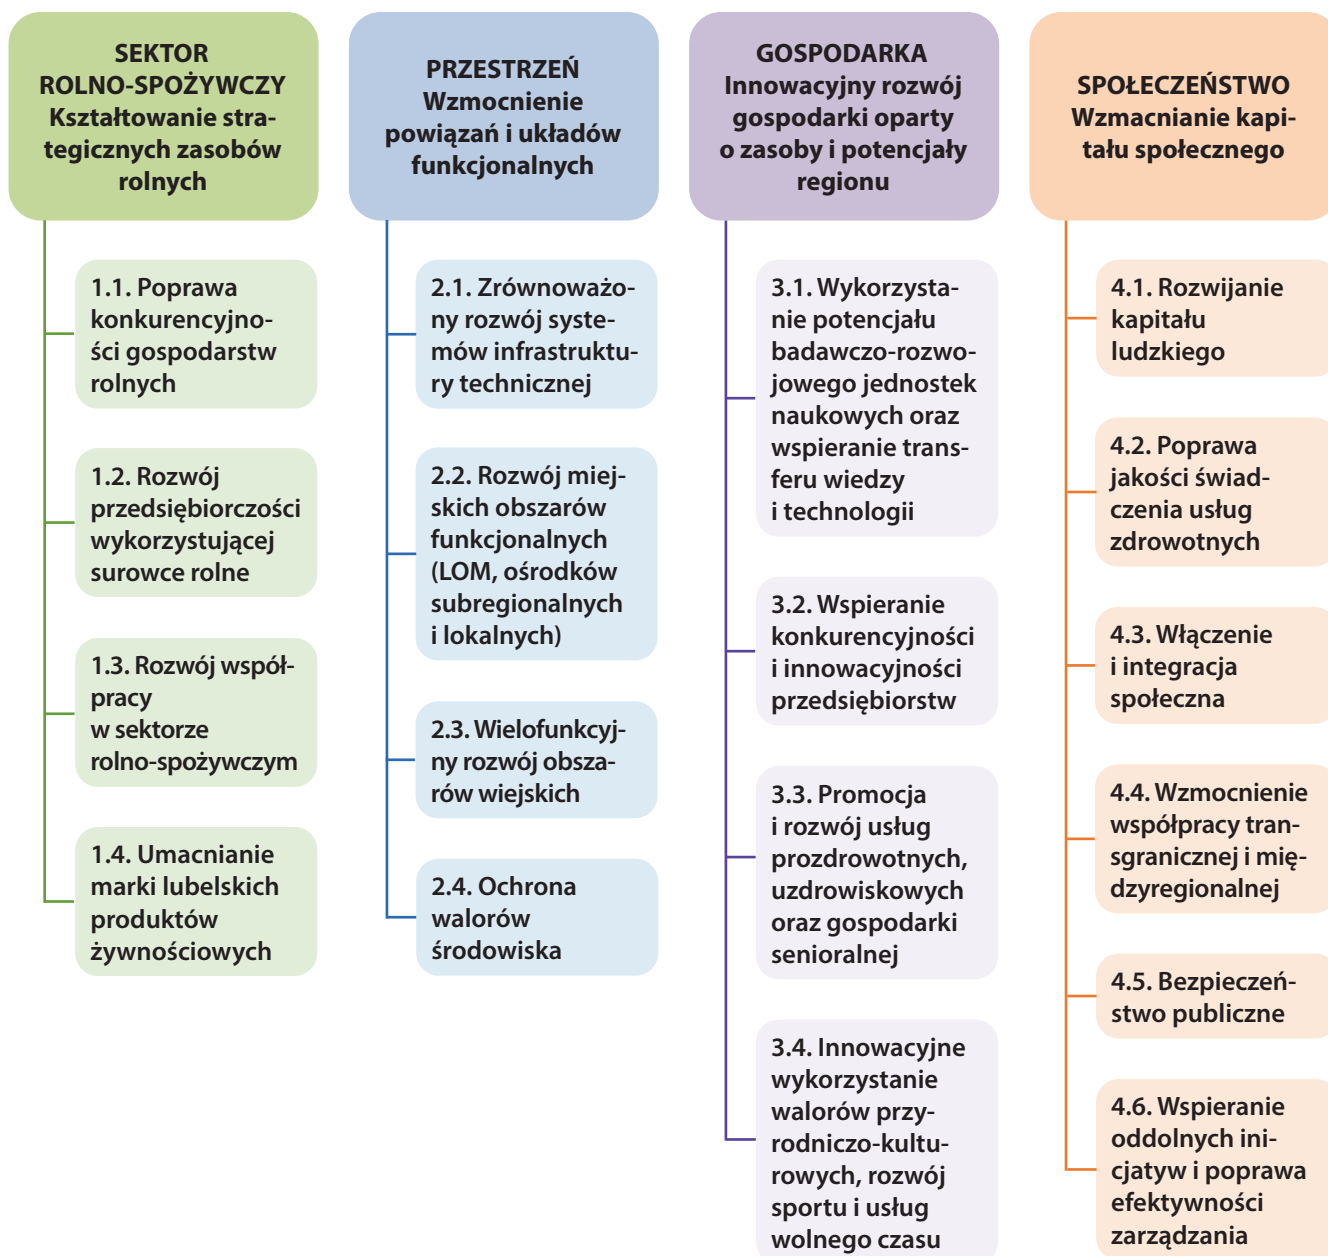 SEKTOR
ROLNO-SPOŻYWCZY
Kształtowanie stra-
tegicznych zasobów
rolnych
1.1. Poprawa
konkurencyjno-
ści gospodarstw
rolnych
1.2. Rozwój
przedsiębiorczości
wykorzystującej
surowce rolne
1.3. Rozwój współ-
pracy
w sektorze
rolno-spożywczym
1.4. Umacnianie
marki lubelskich
produktów
żywnościowych
PRZESTRZEŃ
Wzmocnienie
powiązań i układów
funkcjonalnych
2.1. Zrównoważo-
ny rozwój syste-
mów infrastruktu-
ry technicznej
2.2. Rozwój miej-
skich obszarów
funkcjonalnych
(LOM, ośrodków
subregionalnych
i lokalnych)
2.3. Wielofunkcyj-
ny rozwój obsza-
rów wiejskich
2.4. Ochrona
walorów
środowiska
GOSPODARKA
Innowacyjny rozwój
gospodarki oparty
o zasoby i potencjały
regionu
3.1. Wykorzysta-
nie potencjału
badawczo-rozwo-
jowego jednostek
naukowych oraz
wspieranie trans-
feru wiedzy
i technologii
3.2. Wspieranie
konkurencyjności
i innowacyjności
przedsiębiorstw
3.3. Promocja
i rozwój usług
prozdrowotnych,
uzdrowiskowych
oraz gospodarki
senioralnej
3.4. Innowacyjne
wykorzystanie
walorów przy-
rodniczo-kultu-
rowych, rozwój
sportu i usług
wolnego czasu
SPOŁECZEŃSTWO
Wzmacnianie kapi-
tału społecznego
4.1. Rozwijanie
kapitału
ludzkiego
4.2. Poprawa
jakości świad-
czenia usług
zdrowotnych
4.3. Włączenie
i integracja
społeczna
4.4. Wzmocnienie
współpracy tran-
sgranicznej i mię-
dzyregionalnej
4.5. Bezpieczeń-
stwo publiczne
4.6. Wspieranie
oddolnych ini-
cjatyw i poprawa
efektywności
zarządzania